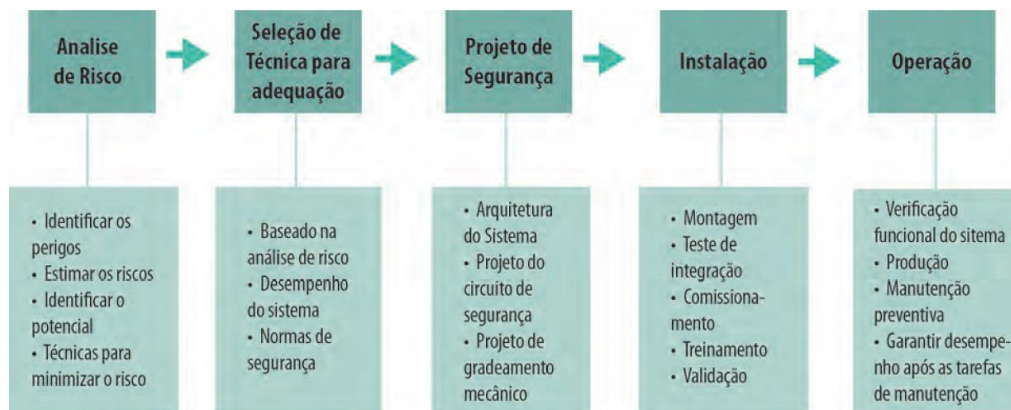 Analise
de Risco
Seleção de
Técnica para
adequação
Projeto de
Segurança
Instalação
Operação
• Identificar os
perigos
• Estimar os riscos
• Identificar o
potencial
• Técnicas para
minimizar o risco
• Baseado na
análise de risco
• Desempenho
do sistema
• Normas de
segurança
• Arquitetura
do Sistema
• Projeto do
circuito de
segurança
• Projeto de
gradeamento
mecânico
• Montagem
• Teste de
integração
• Comissiona-
mento
• Treinamento
• Validação
• Verificação
funcional do sitema
• Produção
• Manutenção
preventiva
• Garantir desempe-
nho após as tarefas
de manutenção